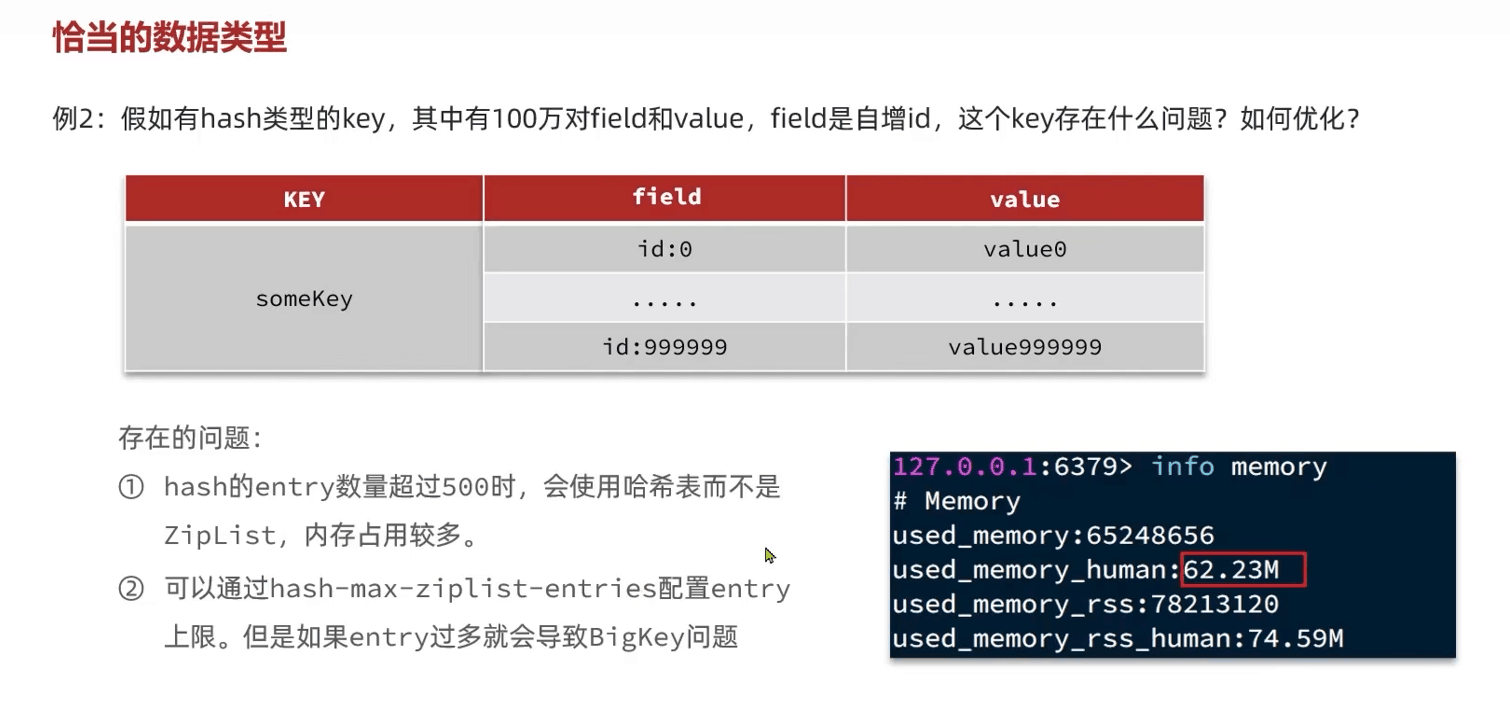 恰当的数据类型
例2：假如有hash类型的key，其中有100万对field和value，field是自增id，这个key存在什么问题？如何优化？
KEY field value
id:0 value0
someKey ..... .....
id:999999 value999999
存在的问题：
① hash的entry数量超过500时，会使用哈希表而不是
ZipList，内存占用较多。
② 可以通过hash-max-ziplist-entries配置entry
上限。但是如果entry过多就会导致BigKey问题
127.0.0.1:6379> info memory
# Memory
used_memory:65248656
used_memory_human:62.23M
used_memory_rss:78213120
used_memory_rss_human:74.59M